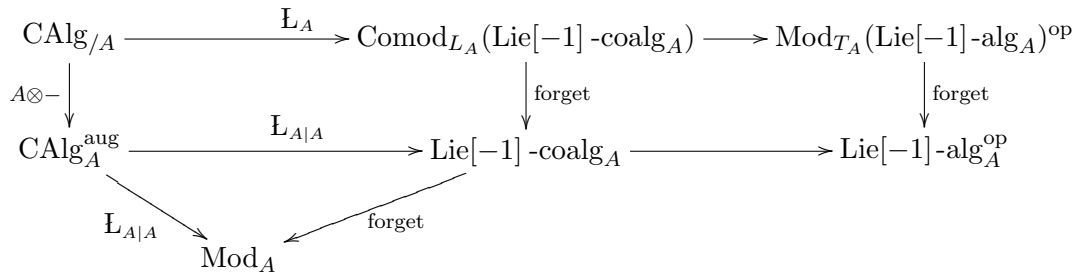 CAlg/A Ł_A Comod_{L_A}(Lie[−1] -coalg_A) Mod_{T_A}(Lie[−1] -alg_A)^{op}
A⊗− forget forget
CAlg_A^{aug} Ł_{A|A} Lie[−1] -coalg_A Lie[−1] -alg_A^{op}
Ł_{A|A} forget
Mod_A